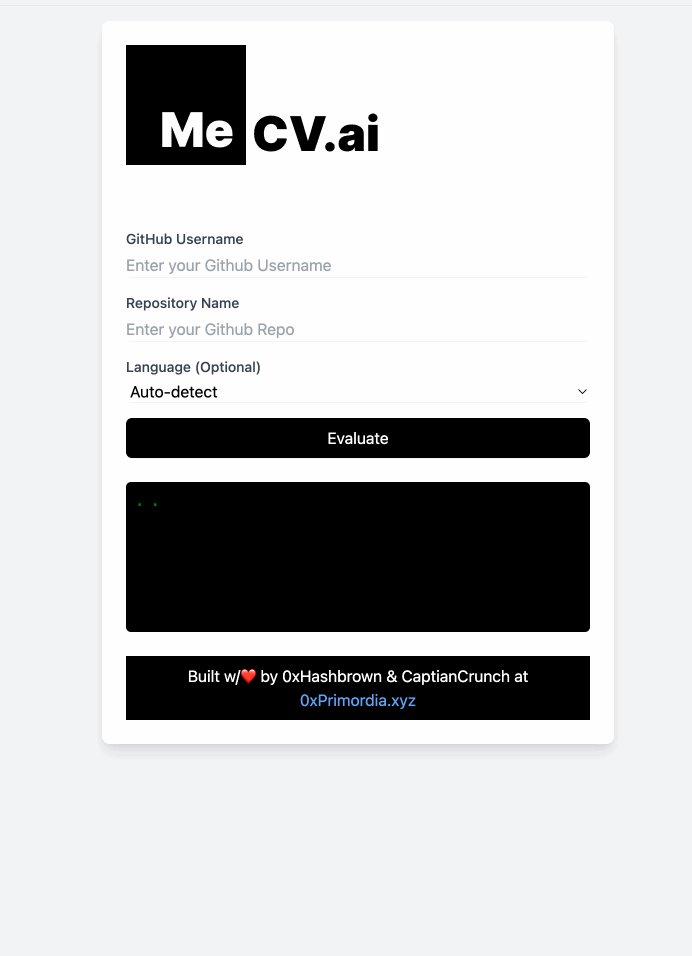 Me CV.ai
GitHub Username
Enter your Github Username
Repository Name
Enter your Github Repo
Language (Optional)
Auto-detect
Evaluate
. .
Built w/❤️ by 0xHashbrown & CaptianCrunch at
0xPrimordia.xyz